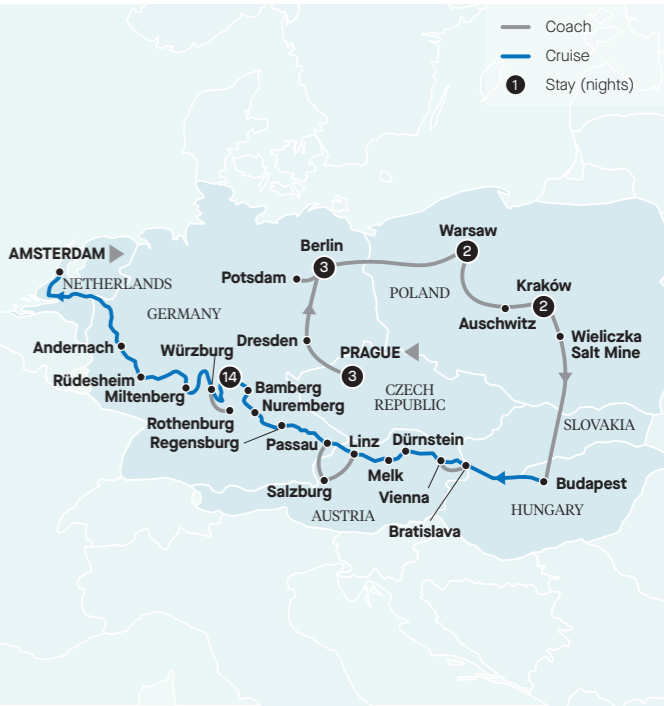 Coach
Cruise
1 Stay (nights)
Warsaw
2
Berlin
3
AMSTERDAM
NETHERLANDS
Potsdam
POLAND
Kraków
2
GERMANY
Auschwitz
Wieliczka
Salt Mine
Dresden
PRAGUE
3
Andernach
Würzburg
14
Rüdesheim
Miltenberg
Bamberg
Nuremberg
CZECH
REPUBLIC
Rothenburg
Regensburg
SLOVAKIA
Passau
Linz
Dürnstein
Melk
Salzburg
Vienna
Budapest
AUSTRIA
HUNGARY
Bratislava